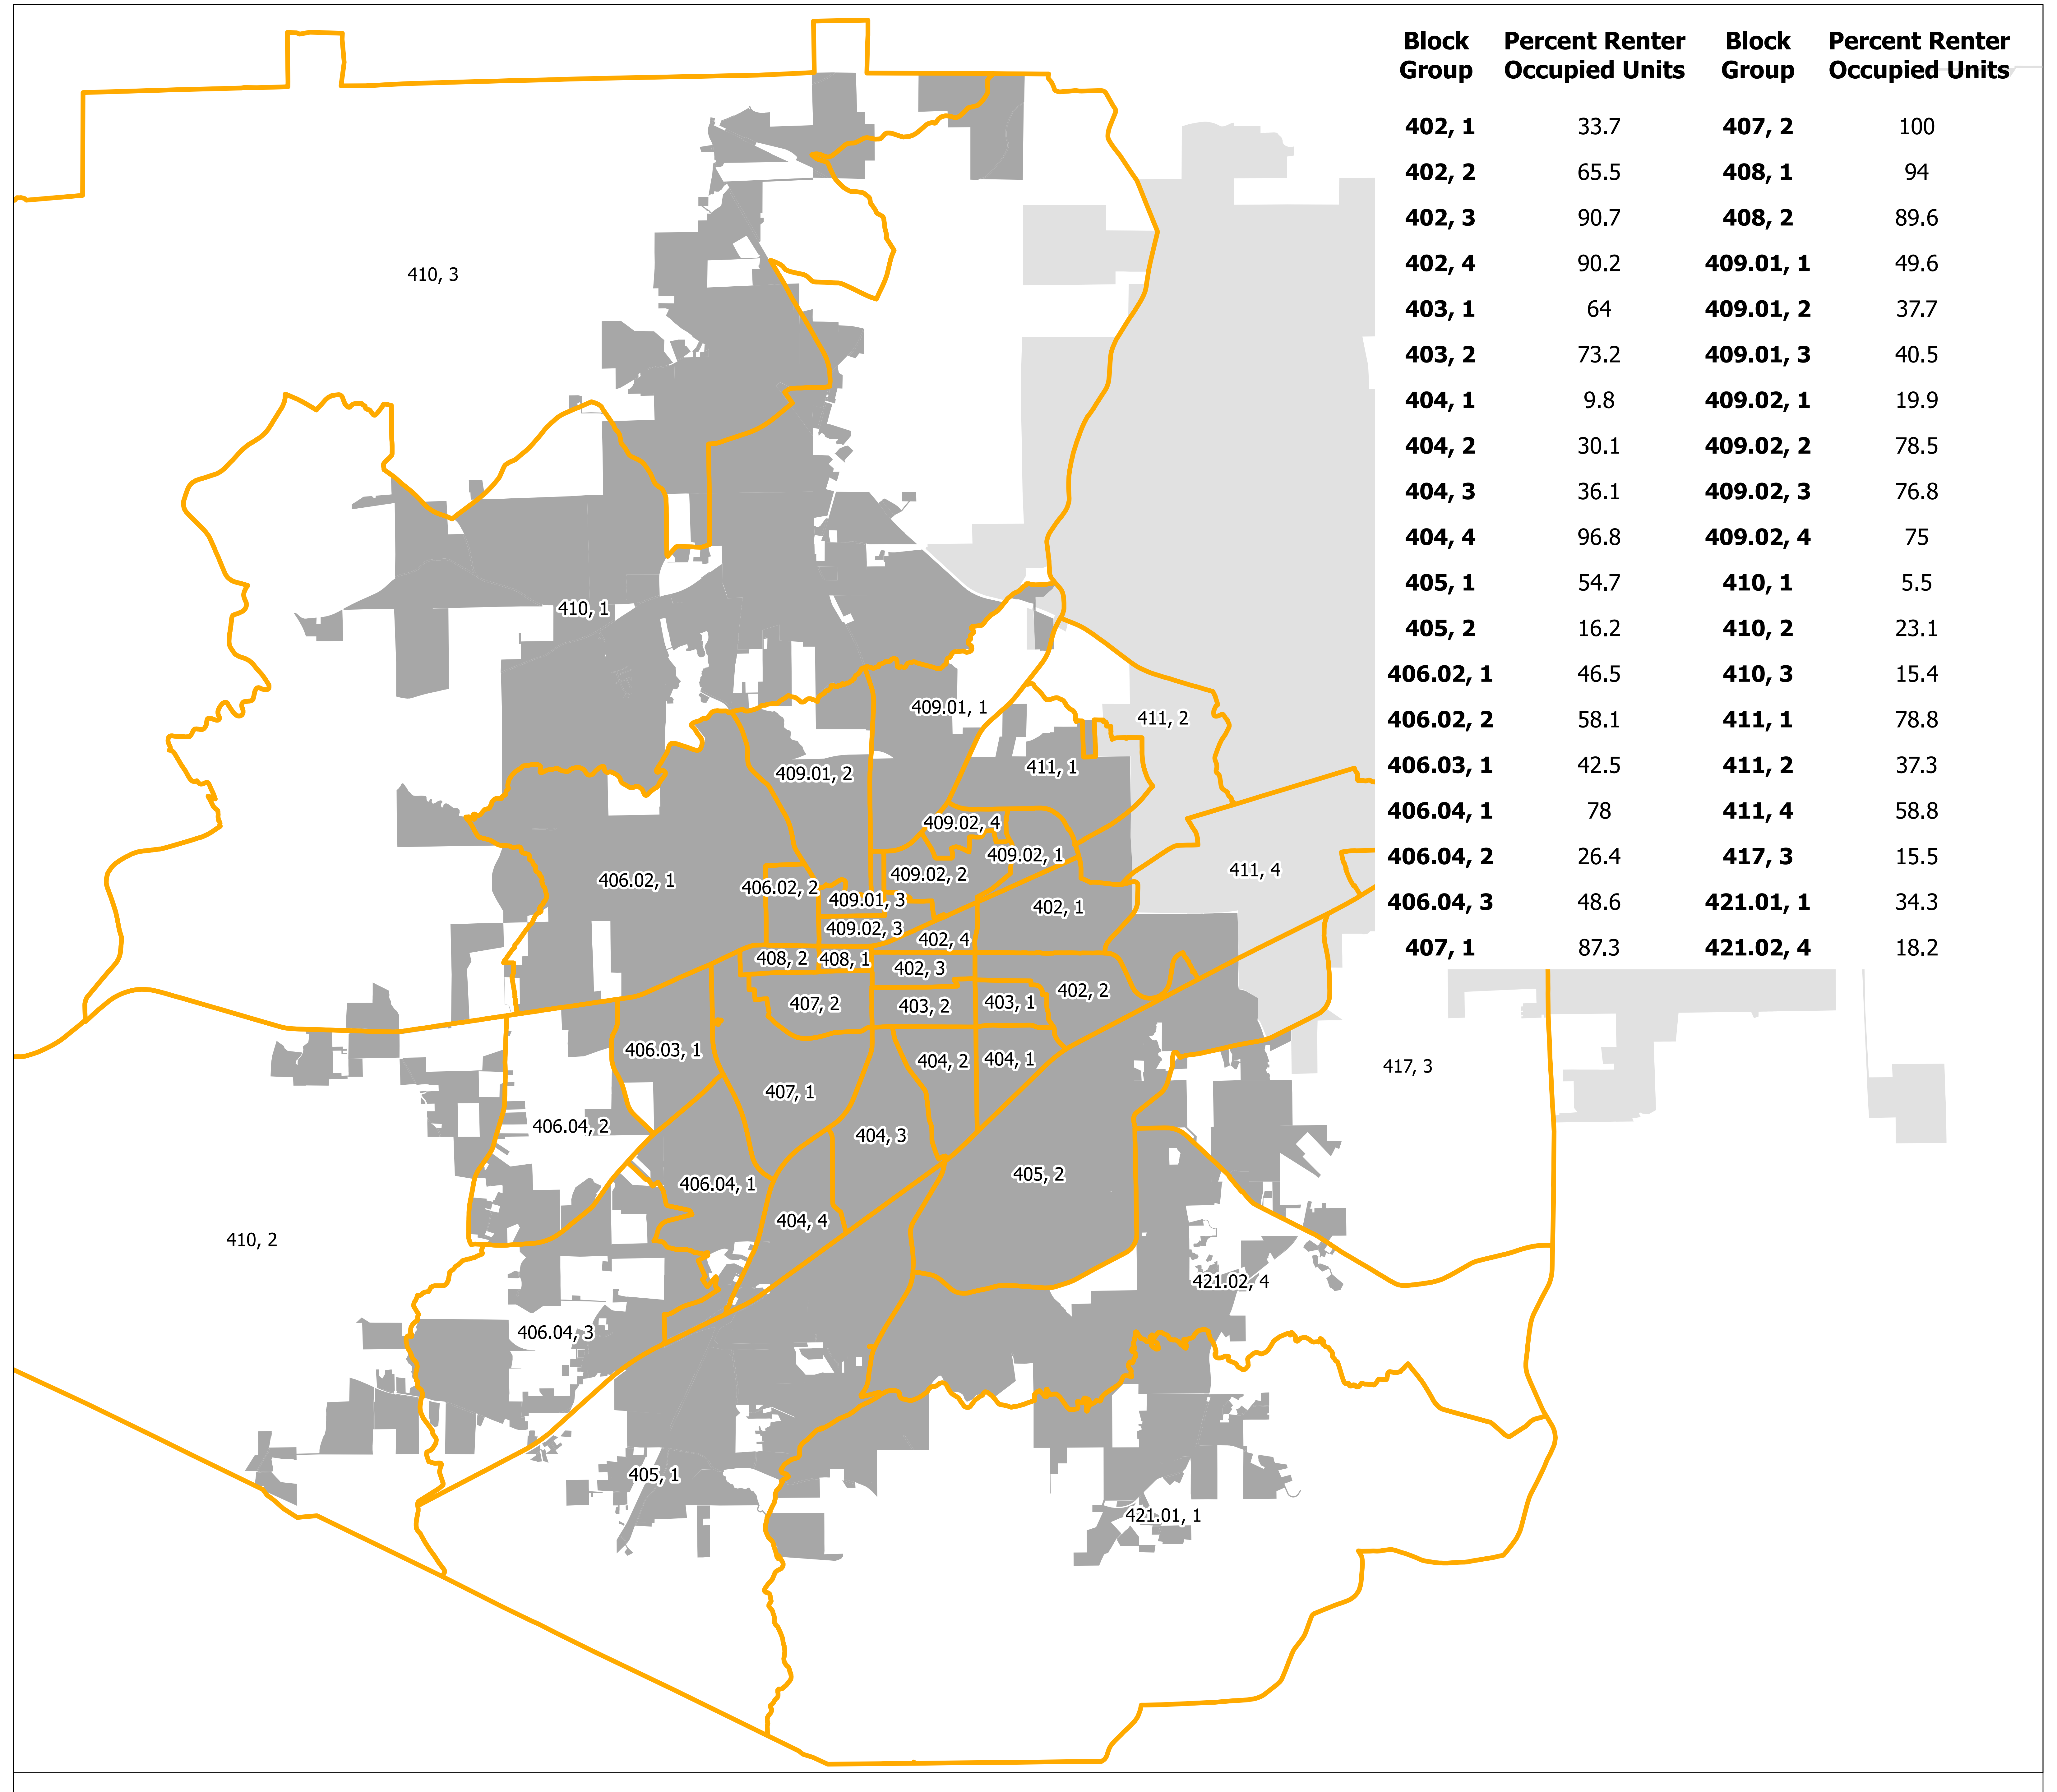 Block Percent Renter Block Percent Renter
Group Occupied Units Group Occupied Units
402, 1 33.7 407, 2 100
402, 2 65.5 408, 1 94
402, 3 90.7 408, 2 89.6
402, 4 90.2 409.01, 1 49.6
403, 1 64 409.01, 2 37.7
403, 2 73.2 409.01, 3 40.5
404, 1 9.8 409.02, 1 19.9
404, 2 30.1 409.02, 2 78.5
404, 3 36.1 409.02, 3 76.8
404, 4 96.8 409.02, 4 75
405, 1 54.7 410, 1 5.5
405, 2 16.2 410, 2 23.1
406.02, 1 46.5 410, 3 15.4
406.02, 2 58.1 411, 1 78.8
406.03, 1 42.5 411, 2 37.3
406.04, 1 78 411, 4 58.8
406.04, 2 26.4 417, 3 15.5
406.04, 3 48.6 421.01, 1 34.3
407, 1 87.3 421.02, 4 18.2
410, 3
410, 1
409.01, 1
411, 2
409.01, 2
411, 1
409.02, 4
409.02, 1
411, 4
409.02, 2
406.02, 1
406.02, 2
409.01, 3
402, 1
409.02, 3
402, 4
408, 2
408, 1
402, 3
402, 2
407, 2
403, 2
403, 1
406.03, 1
404, 2
404, 1
417, 3
407, 1
406.04, 2
404, 3
405, 2
406.04, 1
404, 4
410, 2
421.02, 4
406.04, 3
405, 1
421.01, 1